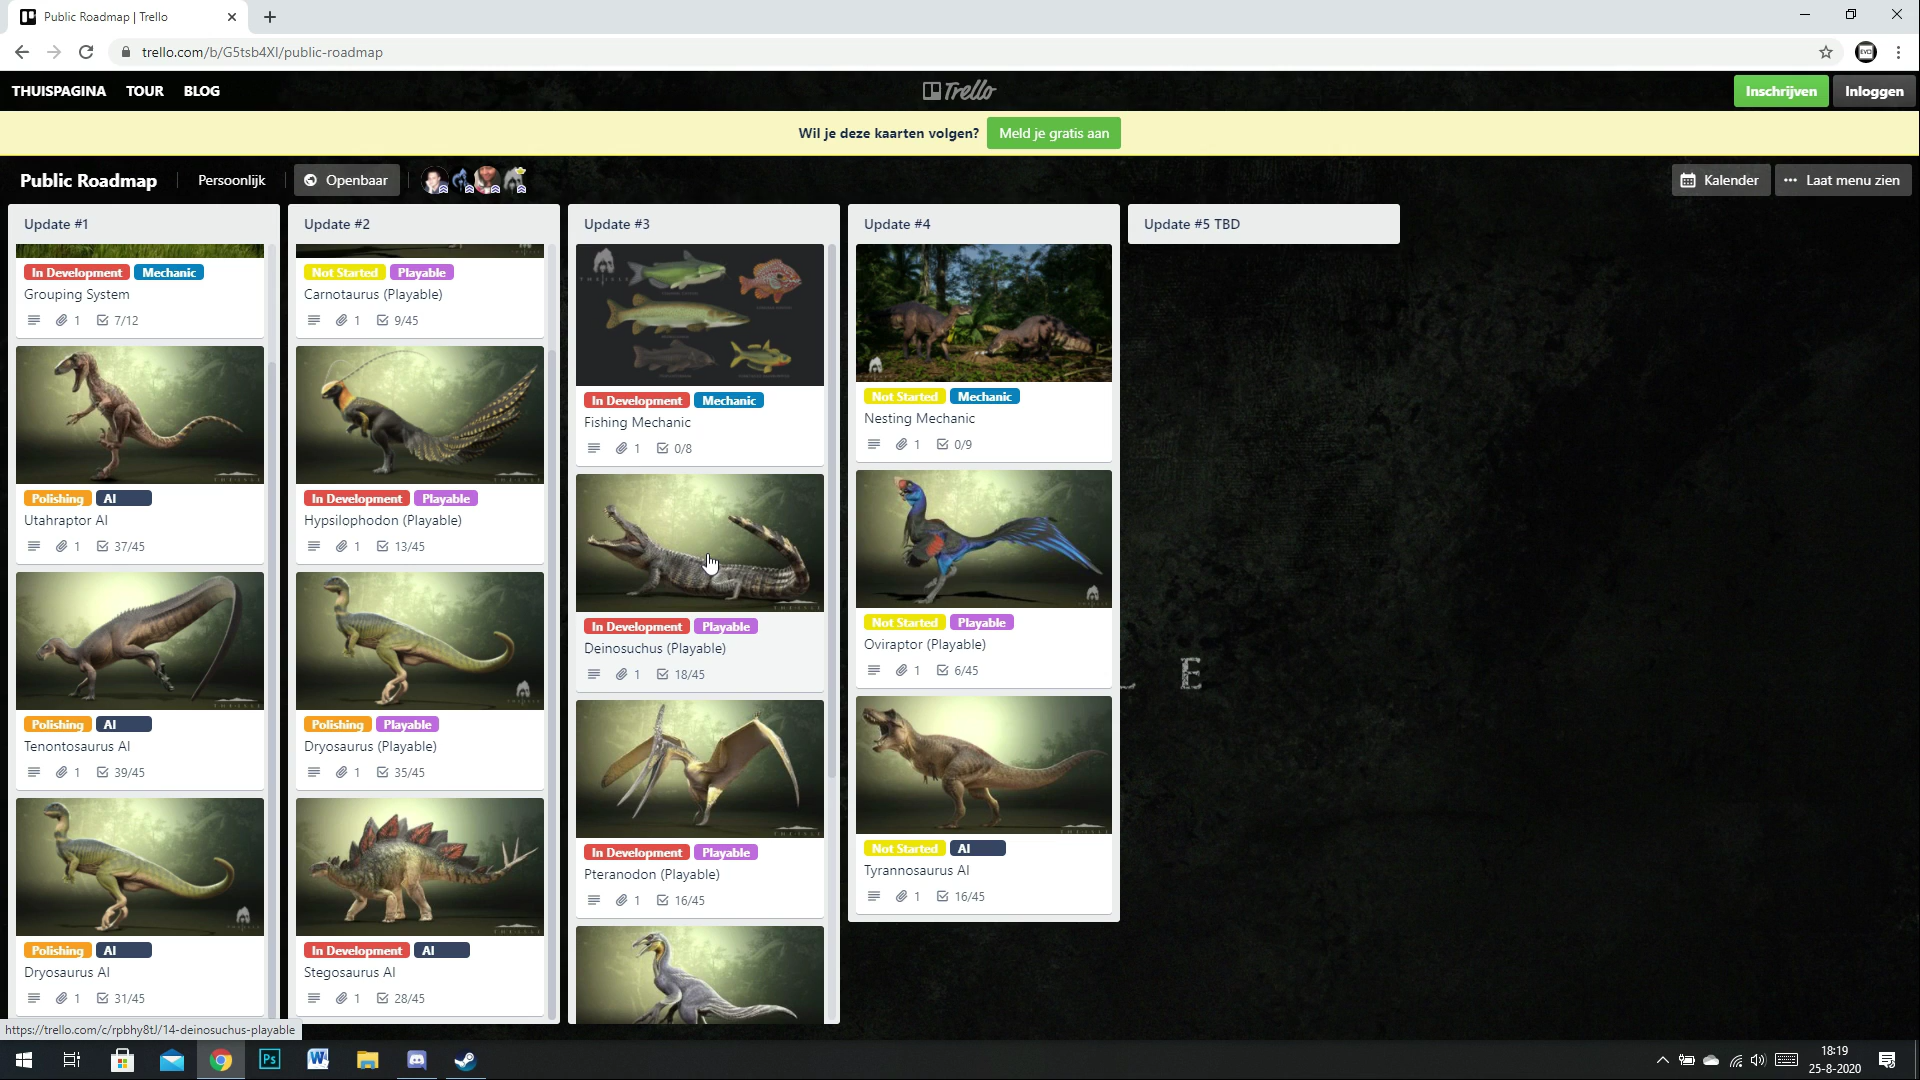 Public Roadmap | Trello
trello.com/b/G5tsb4XI/public-roadmap
THUISPAGINA TOUR BLOG
Trello
Inschrijven Inloggen
Wil je deze kaarten volgen? Meld je gratis aan
Public Roadmap Persoonlijk Openbaar
Kalender Laat menu zien
Update #1
In Development Mechanic
Grouping System
1 7/12
Polishing AI
Utahraptor AI
1 37/45
Polishing AI
Tenontosaurus AI
1 39/45
Polishing AI
Dryosaurus AI
1 31/45
Update #2
Not Started Playable
Carnotaurus (Playable)
1 9/45
In Development Playable
Hypsilophodon (Playable)
1 13/45
Polishing Playable
Dryosaurus (Playable)
1 35/45
In Development AI
Stegosaurus AI
1 28/45
Update #3
In Development Mechanic
Fishing Mechanic
1 0/8
In Development Playable
Deinosuchus (Playable)
1 18/45
In Development Playable
Pteranodon (Playable)
1 16/45
Update #4
Not Started Mechanic
Nesting Mechanic
1 0/9
Not Started Playable
Oviraptor (Playable)
1 6/45
Not Started AI
Tyrannosaurus AI
1 16/45
Update #5 TBD
E
https://trello.com/c/rpbhy8tJ/14-deinosuchus-playable
Ps
W
18:19
25-8-2020